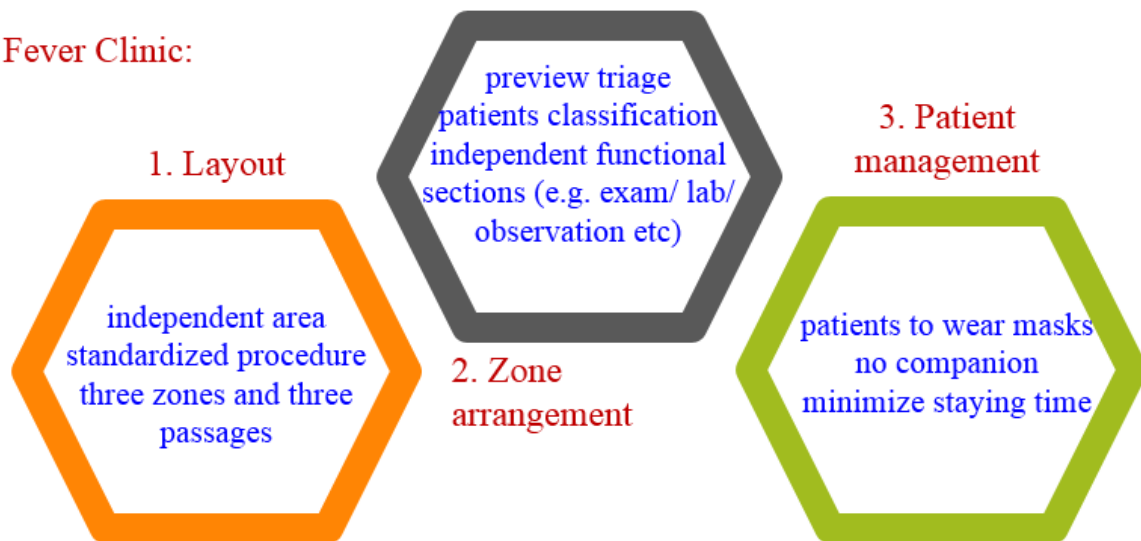 Fever Clinic:
1. Layout
independent area
standardized procedure
three zones and three
passages
preview triage
patients classification
independent functional
sections (e.g. exam/ lab/
observation etc)
2. Zone
arrangement
3. Patient
management
patients to wear masks
no companion
minimize staying time